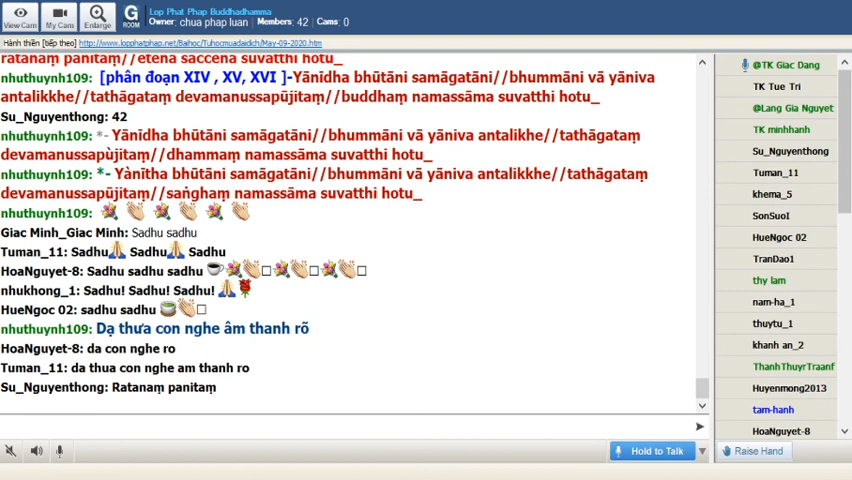 View Cam
My Cam
Enlarge
G
ROOM
Lop Phat Phap Buddhadhamma
Owner: chua phap luan Members: 42 Cams: 0
Hành thiền [tiếp theo] http://www.lopphatphap.net/Baihoc/Tuhocmuadaidich/May-09-2020.htm
ratanaṃ paṇītaṃ//etena saccena suvatthi hotu_
nhuthuynh109: [phân đoạn XIV , XV, XVI ]-Yānīdha bhūtāni samāgatāni//bhummāni vā yāniva
antalikkhe//tathāgataṃ devamanussapūjitaṃ//buddhaṃ namassāma suvatthi hotu_
Su_Nguyenthong: 42
nhuthuynh109: *- Yānīdha bhūtāni samāgatāni//bhummāni vā yāniva antalikhe//tathāgataṃ
devamanussapùjitaṃ//dhammaṃ namassāma suvatthi hotu_
nhuthuynh109: *- Yànītha bhūtāni samāgatāni//bhummāni vā yāniva antalikkhe//tathāgataṃ
devamanussapūjitaṃ//saṅghaṃ namassāma suvatthi hotu_
nhuthuynh109:
Giac Minh_Giac Minh: Sadhu sadhu
Tuman_11: Sadhu Sadhu Sadhu
HoaNguyet-8: Sadhu sadhu sadhu
nhukhong_1: Sadhu! Sadhu! Sadhu!
HueNgoc 02: sadhu sadhu
nhuthuynh109: Dạ thưa con nghe âm thanh rõ
HoaNguyet-8: da con nghe ro
Tuman_11: da thua con nghe am thanh ro
Su_Nguyenthong: Ratanaṃ panitaṃ
@TK Giac Dang
TK Tue Tri
@Lang Gia Nguyet
TK minhhanh
Su_Nguyenthong
Tuman_11
khema_5
SonSuoI
HueNgoc 02
TranDao1
thy lam
nam-ha_1
thuytu_1
khanh an_2
ThanhThuyrTraanf
Huyenmong2013
tam-hanh
HoaNguyet-8
Hold to Talk
Raise Hand